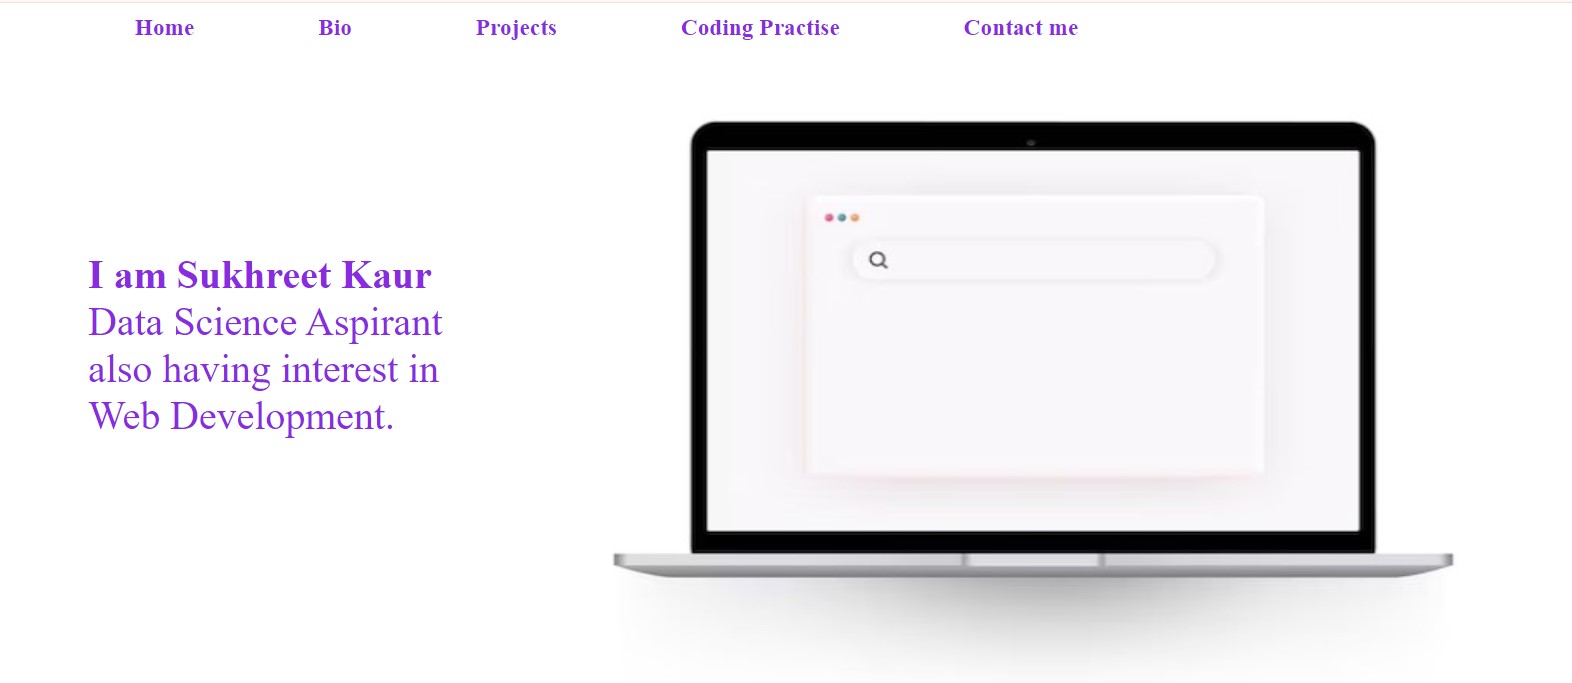 Home Bio Projects Coding Practise Contact me
I am Sukhreet Kaur
Data Science Aspirant
also having interest in
Web Development.